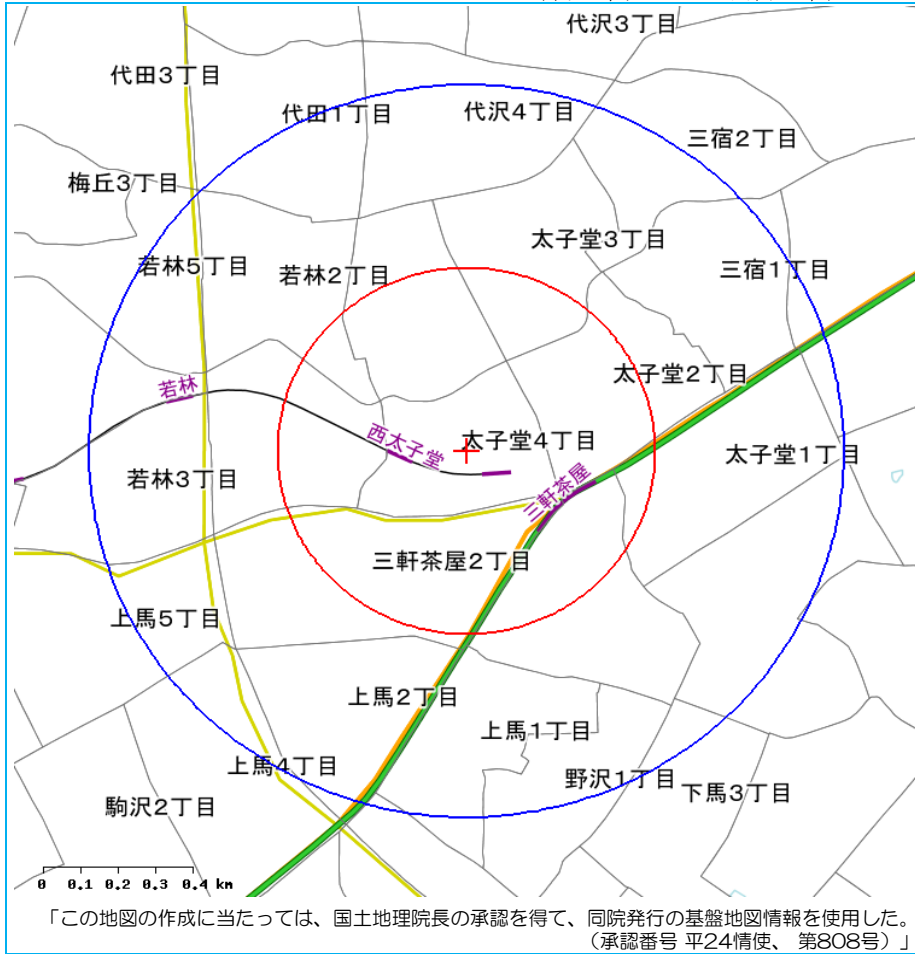 代沢3丁目
代田3丁目
代田1丁目
代沢4丁目
三宿2丁目
梅丘3丁目
太子堂3丁目
若林5丁目
若林2丁目
三宿1丁目
太子堂2丁目
若林
西太子堂
太子堂4丁目
太子堂1丁目
若林3丁目
三軒茶屋
三軒茶屋2丁目
上馬5丁目
上馬2丁目
上馬1丁目
上馬4丁目
野沢1丁目
下馬3丁目
駒沢2丁目
0 0.1 0.2 0.3 0.4 km
「この地図の作成に当たっては、国土地理院長の承認を得て、同院発行の基盤地図情報を使用した。
（承認番号 平24情使、 第808号）」